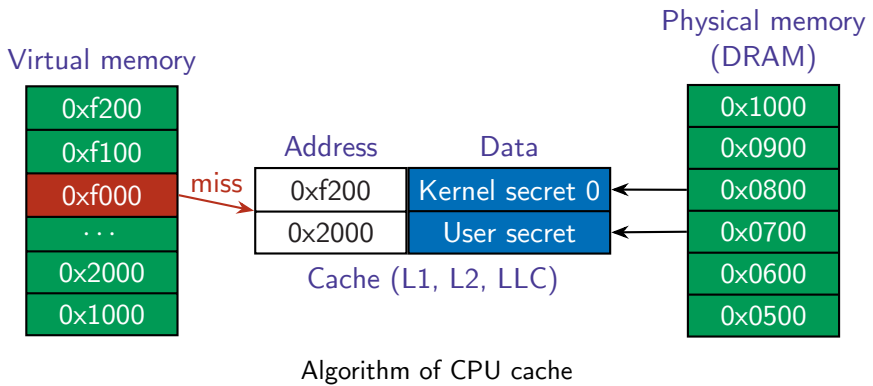 Virtual memory
0xf200
0xf100
0xf000
...
0x2000
0x1000
miss
Address Data
0xf200 Kernel secret 0
0x2000 User secret
Cache (L1, L2, LLC)
Physical memory
(DRAM)
0x1000
0x0900
0x0800
0x0700
0x0600
0x0500
Algorithm of CPU cache